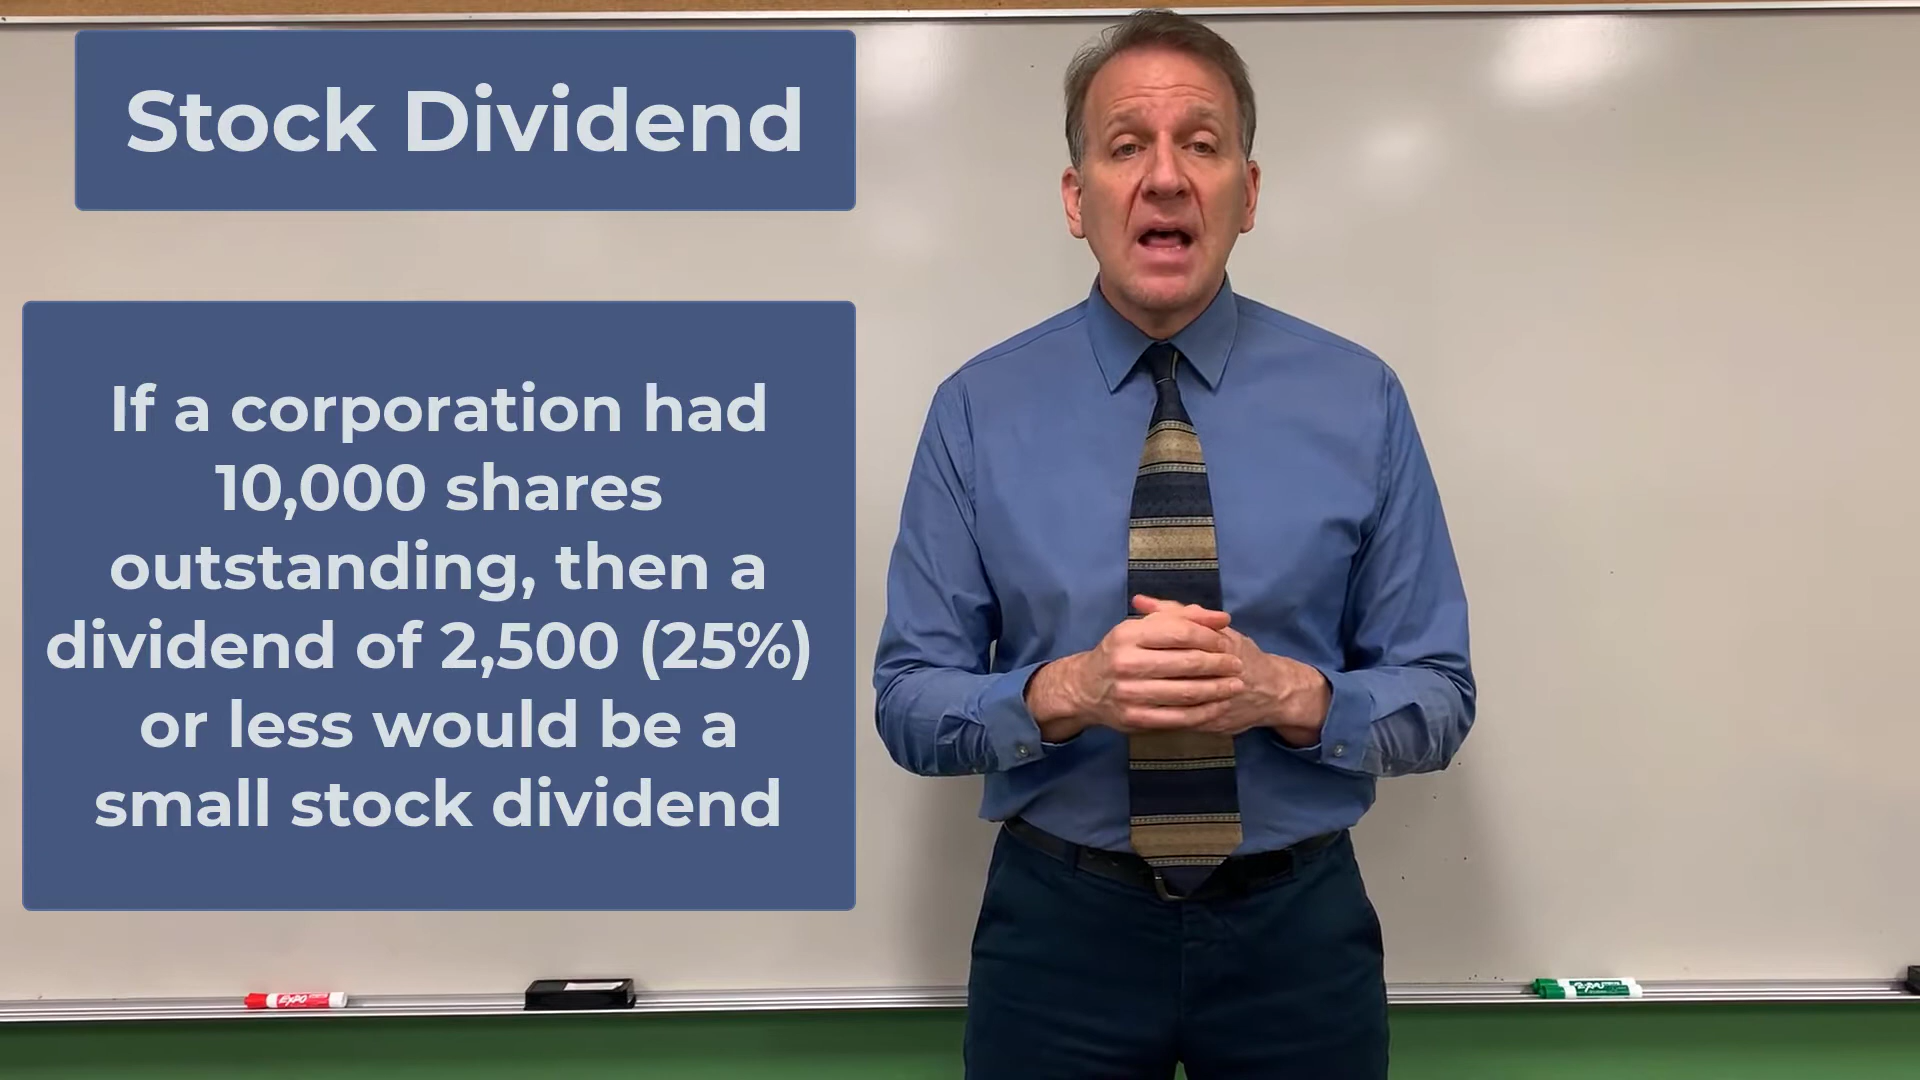 Stock Dividend
If a corporation had
10,000 shares
outstanding, then a
dividend of 2,500 (25%)
or less would be a
small stock dividend
EXPO
EXPO